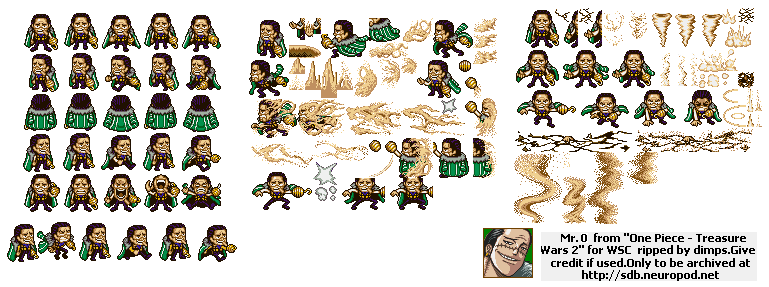 Mr.0 from "One Piece - Treasure
Wars 2" for WSC ripped by dimps.Give
credit if used.Only to be archived at
http://sdb.neuropod.net